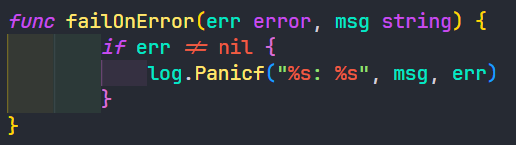 func failOnError(err error, msg string) {
if err != nil {
log.Panicf("%s: %s", msg, err)
}
}